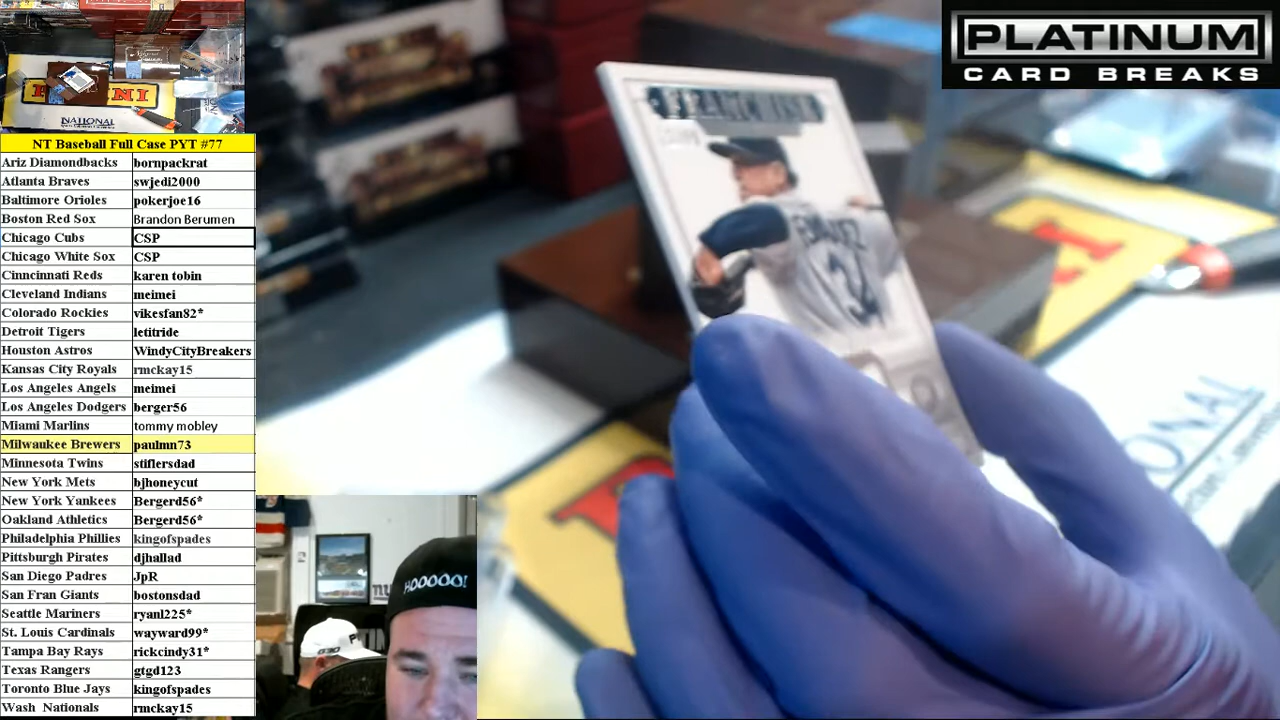 PLATINUM
CARD BREAKS
NATIONAL
NT Baseball Full Case PYT #77
Ariz Diamondbacks bornpackrat
Atlanta Braves swjedi2000
Baltimore Orioles pokerjoe16
Boston Red Sox Brandon Berumen
Chicago Cubs CSP
Chicago White Sox CSP
Cinncinnati Reds karen tobin
Cleveland Indians meimei
Colorado Rockies vikesfan82*
Detroit Tigers letitride
Houston Astros WindyCityBreakers
Kansas City Royals rmckay15
Los Angeles Angels meimei
Los Angeles Dodgers berger56
Miami Marlins tommy mobley
Milwaukee Brewers paulmn73
Minnesota Twins stiflersdad
New York Mets bjhoneycut
New York Yankees Bergerd56*
Oakland Athletics Bergerd56*
Philadelphia Phillies kingofspades
Pittsburgh Pirates djhallad
San Diego Padres JpR
San Fran Giants bostonsdad
Seattle Mariners ryanl225*
St. Louis Cardinals wayward99*
Tampa Bay Rays rickcindy31*
Texas Rangers gtgd123
Toronto Blue Jays kingofspades
Wash Nationals rmckay15
FRANCHISE
34
HOOOOO!